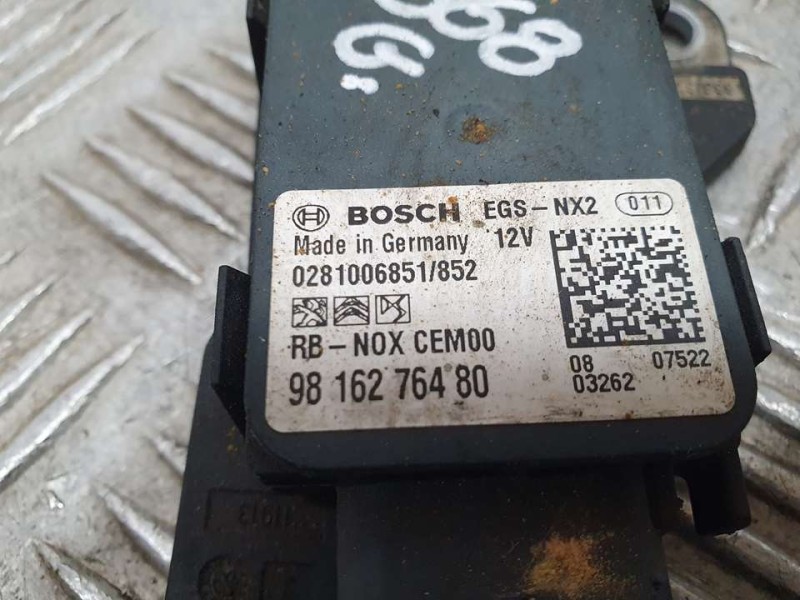 68
G.
BOSCH EGS-NX2 011
Made in Germany 12V
0281006851/852
RB-NOX CEM00
98 162 764 80
08 07522
03262